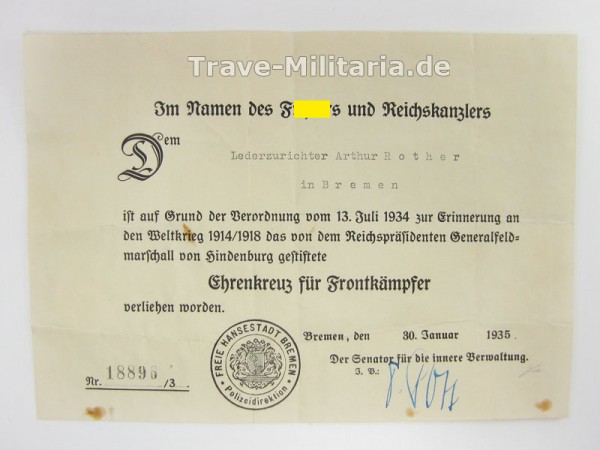 Trave-Militaria.de
Im Namen des F rs und Reichskanzlers
Dem
Lederzurichter Arthur Rother
in Bremen
ist auf Grund der Verordnung vom 13. Juli 1934 zur Erinnerung an
den Weltkrieg 1914/1918 das von dem Reichspräsidenten Generalfeld-
marschall von Hindenburg gestiftete
Ehrenkreuz für Frontkämpfer
verliehen worden.
Bremen, den 30. Januar 1935.
Der Senator für die innere Verwaltung.
I. V.:
Nr. 18896 /3.
FREIE HANSESTADT BREMEN
Polizeidirektion